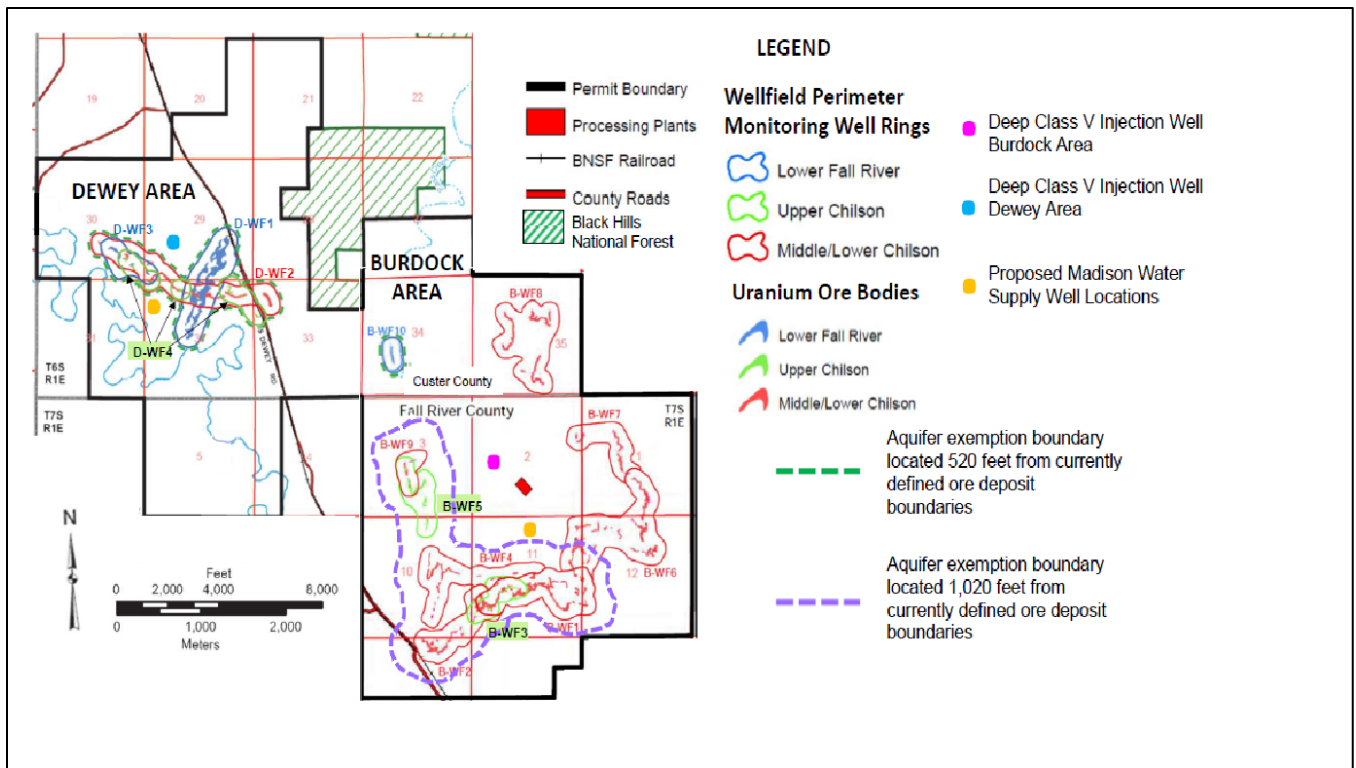 LEGEND
Permit Boundary
Processing Plants
BNSF Railroad
County Roads
Black Hills
National Forest
Wellfield Perimeter
Monitoring Well Rings
Lower Fall River
Upper Chilson
Middle/Lower Chilson
Uranium Ore Bodies
Lower Fall River
Upper Chilson
Middle/Lower Chilson
Deep Class V Injection Well
Burdock Area
Deep Class V Injection Well
Dewey Area
Proposed Madison Water
Supply Well Locations
Aquifer exemption boundary
located 520 feet from currently
defined ore deposit
boundaries
Aquifer exemption boundary
located 1,020 feet from
currently defined ore deposit
boundaries
19
20
21
22
DEWEY AREA
30
29
D-WF3
D-WF1
D-WF2
D-WF4
BURDOCK
AREA
33
34
35
B-WF8
B-WF10
S DEWEY
Custer County
Fall River County
T6S
R1E
T7S
R1E
T7S
R1E
5
4
3
2
1
B-WF9
B-WF7
B-WF5
10
11
12
B-WF4
B-WF6
B-WF3
B-WF1
B-WF2
N
Feet
0 2,000 4,000 8,000
0 1,000 2,000
Meters